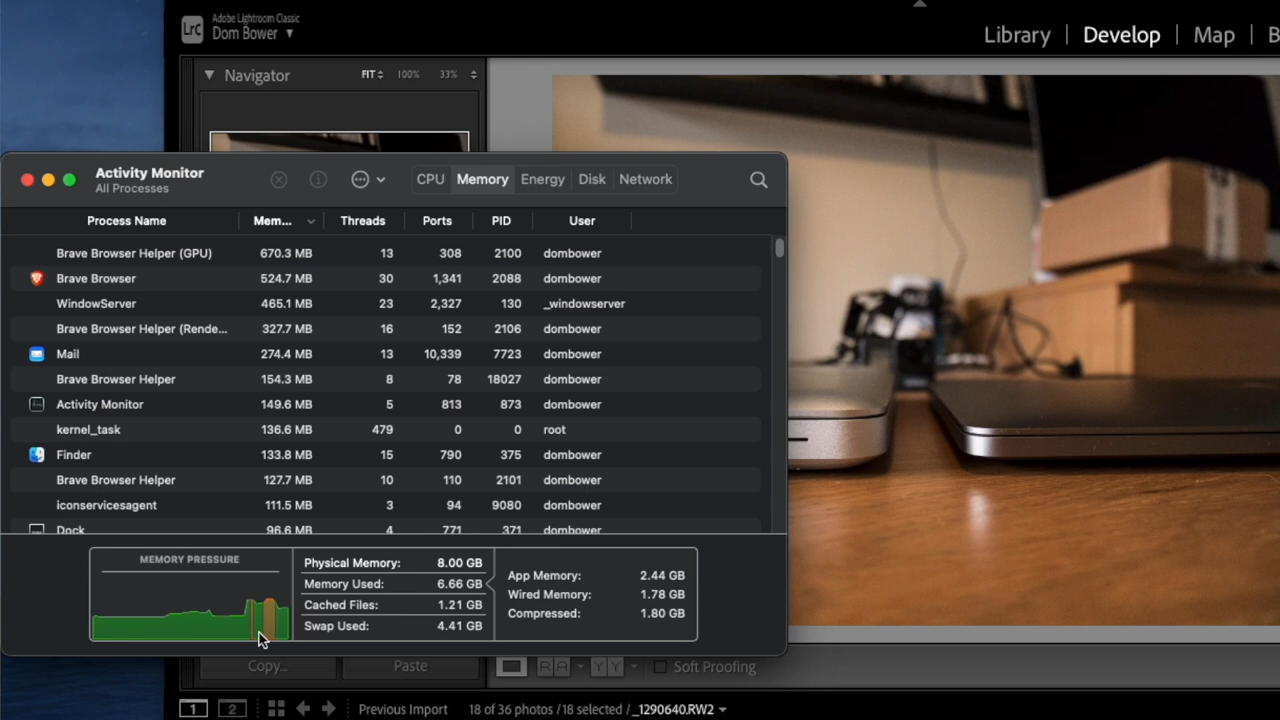 LrC
Adobe Lightroom Classic
Dom Bower
Library | Develop | Map | B
Navigator FIT 100% 33%
Activity Monitor
All Processes
CPU Memory Energy Disk Network
Process Name Mem... Threads Ports PID User
Brave Browser Helper (GPU) 670.3 MB 13 308 2100 dombower
Brave Browser 524.7 MB 30 1,341 2088 dombower
WindowServer 465.1 MB 23 2,327 130 _windowserver
Brave Browser Helper (Rende... 327.7 MB 16 152 2106 dombower
Mail 274.4 MB 13 10,339 7723 dombower
Brave Browser Helper 154.3 MB 8 78 18027 dombower
Activity Monitor 149.6 MB 5 813 873 dombower
kernel_task 136.6 MB 479 0 0 root
Finder 133.8 MB 15 790 375 dombower
Brave Browser Helper 127.7 MB 10 110 2101 dombower
iconservicesagent 111.5 MB 3 94 9080 dombower
Dock 96.6 MB 4 771 371 dombower
MEMORY PRESSURE
Physical Memory: 8.00 GB
Memory Used: 6.66 GB
Cached Files: 1.21 GB
Swap Used: 4.41 GB
App Memory: 2.44 GB
Wired Memory: 1.78 GB
Compressed: 1.80 GB
Copy... Paste R A Y Y Soft Proofing
1 2 Previous Import 18 of 36 photos /18 selected /_1290640.RW2